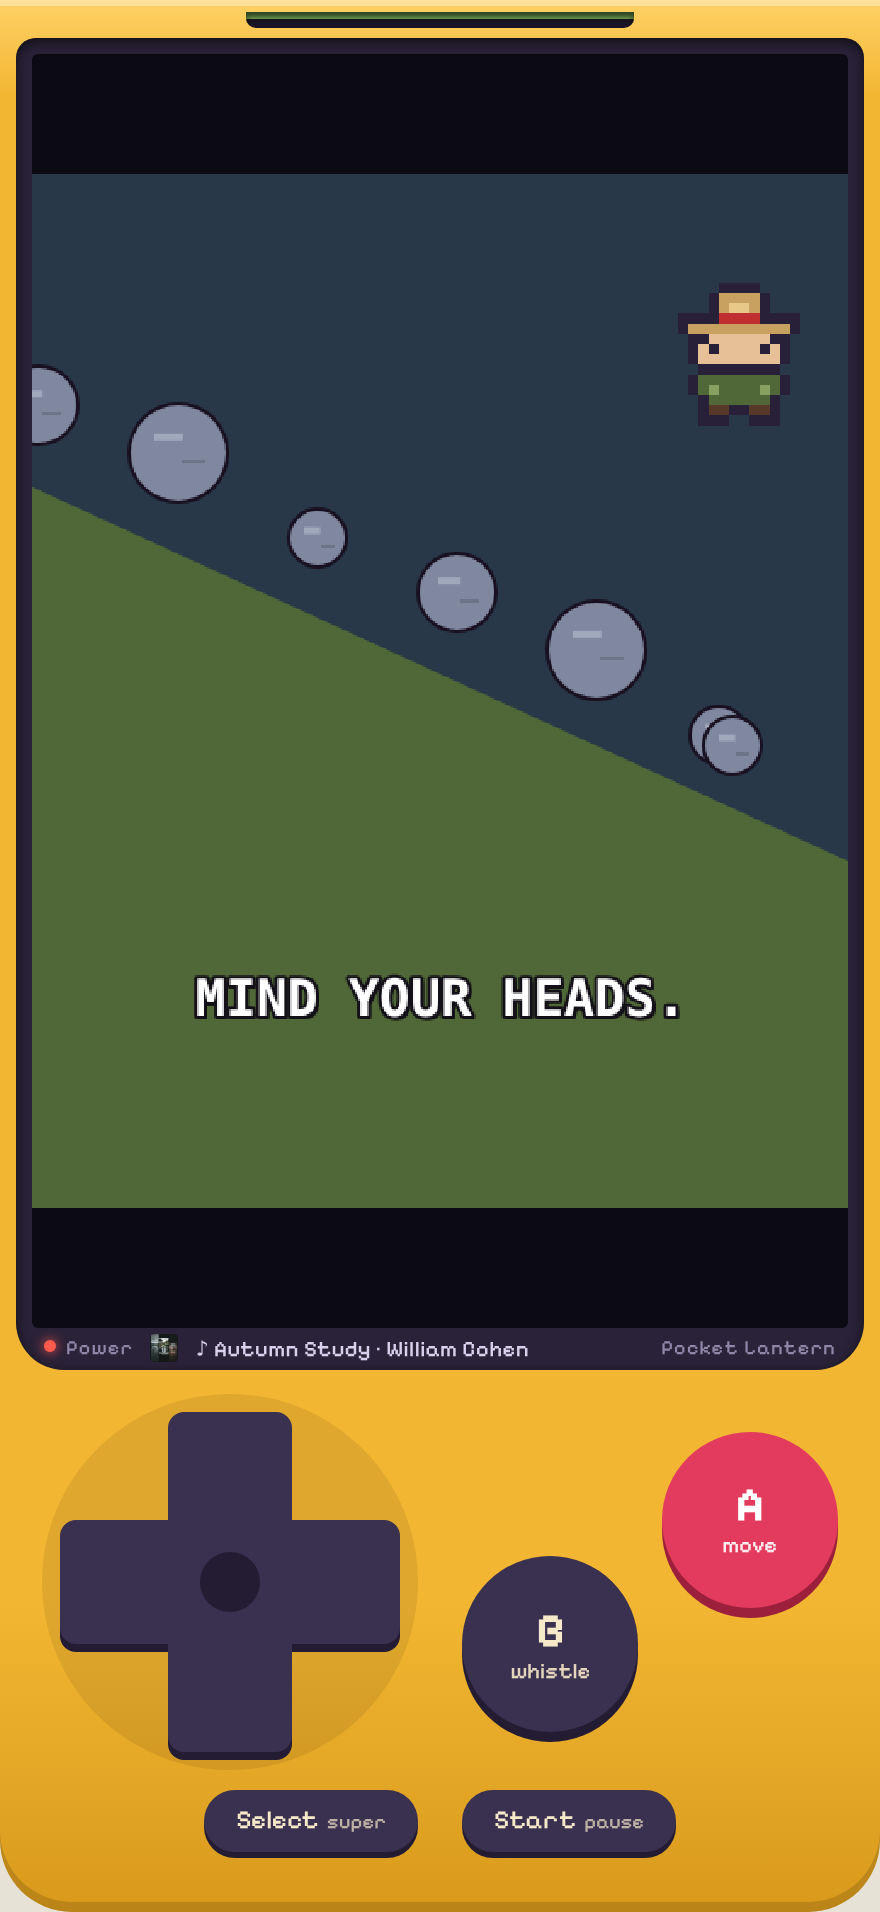 MIND YOUR HEADS.
Power
♪ Autumn Study · William Cohen
Pocket Lantern
A
move
B
whistle
Select super
Start pause